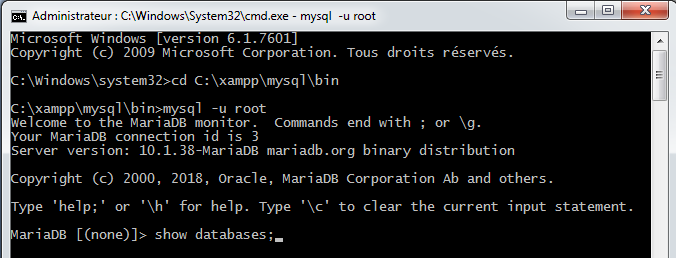 Administrateur : C:\Windows\System32\cmd.exe - mysql  -u root
Microsoft Windows [version 6.1.7601]
Copyright (c) 2009 Microsoft Corporation. Tous droits réservés.
C:\Windows\system32>cd C:\xampp\mysql\bin
C:\xampp\mysql\bin>mysql -u root
Welcome to the MariaDB monitor.  Commands end with ; or \g.
Your MariaDB connection id is 3
Server version: 10.1.38-MariaDB mariadb.org binary distribution
Copyright (c) 2000, 2018, Oracle, MariaDB Corporation Ab and others.
Type 'help;' or '\h' for help. Type '\c' to clear the current input statement.
MariaDB [(none)]> show databases;